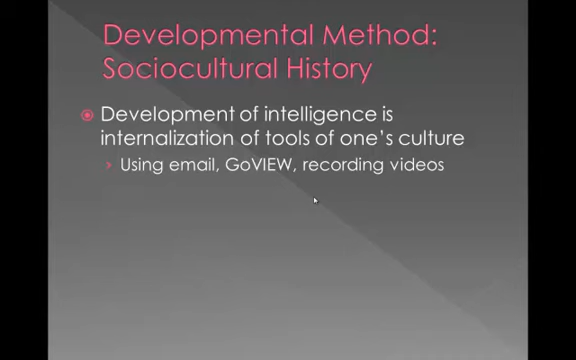 Developmental Method:
Sociocultural History
Development of intelligence is
internalization of tools of one's culture
Using email, GoVIEW, recording videos